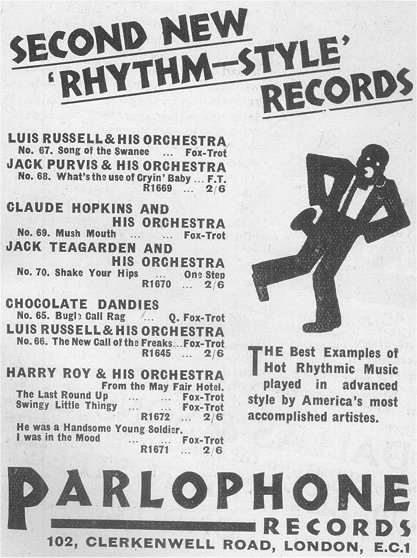 SECOND NEW
'RHYTHM—STYLE'
RECORDS
LUIS RUSSELL & HIS ORCHESTRA
No. 67. Song of the Swanee ... Fox-Trot
JACK PURVIS & HIS ORCHESTRA
No. 68. What's the use of Cryin' Baby ... F.T.
R1669 ... 2/6
CLAUDE HOPKINS AND
HIS ORCHESTRA
No. 69. Mush Mouth ... Fox-Trot
JACK TEAGARDEN AND
HIS ORCHESTRA
No. 70. Shake Your Hips ... One Step
R1670 ... 2/6
CHOCOLATE DANDIES
No. 65. Bugle Call Rag ... Q. Fox-Trot
LUIS RUSSELL & HIS ORCHESTRA
No. 66. The New Call of the Freaks... Fox-Trot
R1645 ... 2/6
HARRY ROY & HIS ORCHESTRA
From the May Fair Hotel.
The Last Round Up ... ... Fox-Trot
Swingy Little Thingy ... ... Fox-Trot
R1672 ... 2/6
He was a Handsome Young Soldier.
I was in the Mood ... ... Fox-Trot
R1671 ... 2/6
THE Best Examples of
Hot Rhythmic Music
played in advanced
style by America's most
accomplished artistes.
PARLOPHONE
RECORDS
102, CLERKENWELL ROAD, LONDON, E.C.1